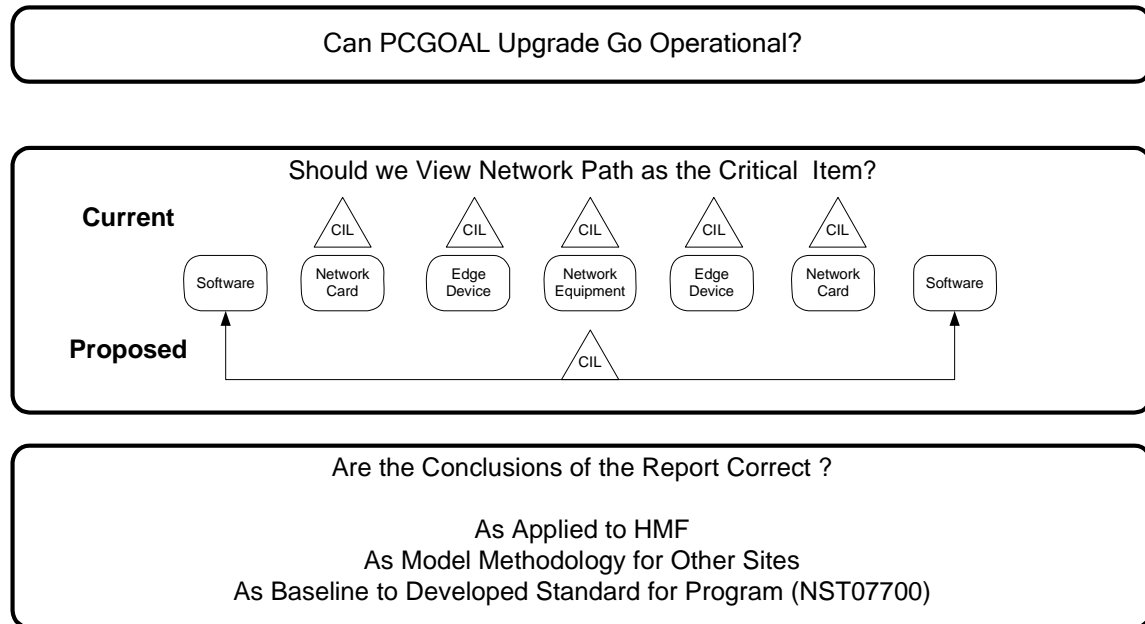 Can PCGOAL Upgrade Go Operational?
Should we View Network Path as the Critical Item?
Current
CIL
CIL
CIL
CIL
CIL
Software
Network
Card
Edge
Device
Network
Equipment
Edge
Device
Network
Card
Software
Proposed
CIL
Are the Conclusions of the Report Correct ?
As Applied to HMF
As Model Methodology for Other Sites
As Baseline to Developed Standard for Program (NST07700)